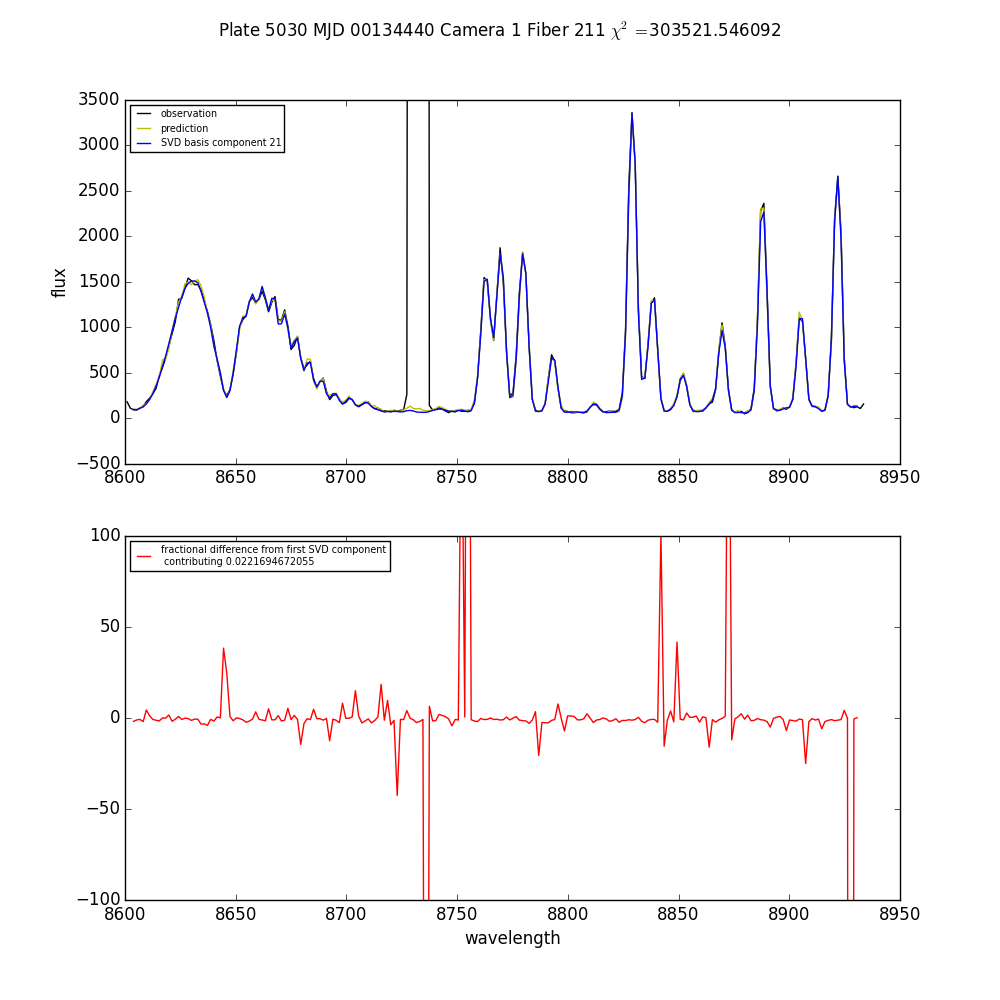 Plate 5030 MJD 00134440 Camera 1 Fiber 211 χ² =303521.546092
3500
3000
2500
2000
1500
1000
500
0
−500
flux
observation
prediction
SVD basis component 21
8600 8650 8700 8750 8800 8850 8900 8950
100
50
0
−50
−100
fractional difference from first SVD component
contributing 0.0221694672055
8600 8650 8700 8750 8800 8850 8900 8950
wavelength